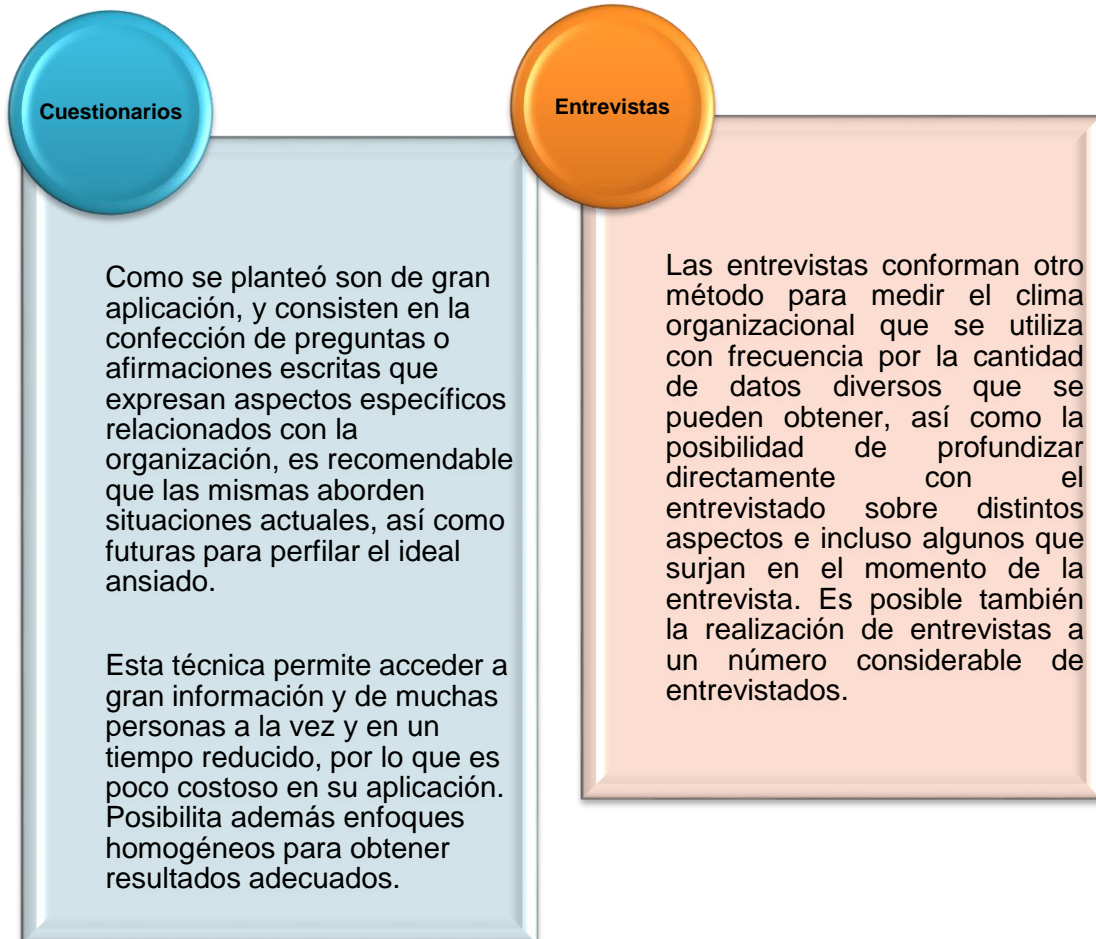 Cuestionarios
Como se planteó son de gran
aplicación, y consisten en la
confección de preguntas o
afirmaciones escritas que
expresan aspectos específicos
relacionados con la
organización, es recomendable
que las mismas aborden
situaciones actuales, así como
futuras para perfilar el ideal
ansiado.
Esta técnica permite acceder a
gran información y de muchas
personas a la vez y en un
tiempo reducido, por lo que es
poco costoso en su aplicación.
Posibilita además enfoques
homogéneos para obtener
resultados adecuados.
Entrevistas
Las entrevistas conforman otro
método para medir el clima
organizacional que se utiliza
con frecuencia por la cantidad
de datos diversos que se
pueden obtener, así como la
posibilidad de profundizar
directamente con el
entrevistado sobre distintos
aspectos e incluso algunos que
surjan en el momento de la
entrevista. Es posible también
la realización de entrevistas a
un número considerable de
entrevistados.